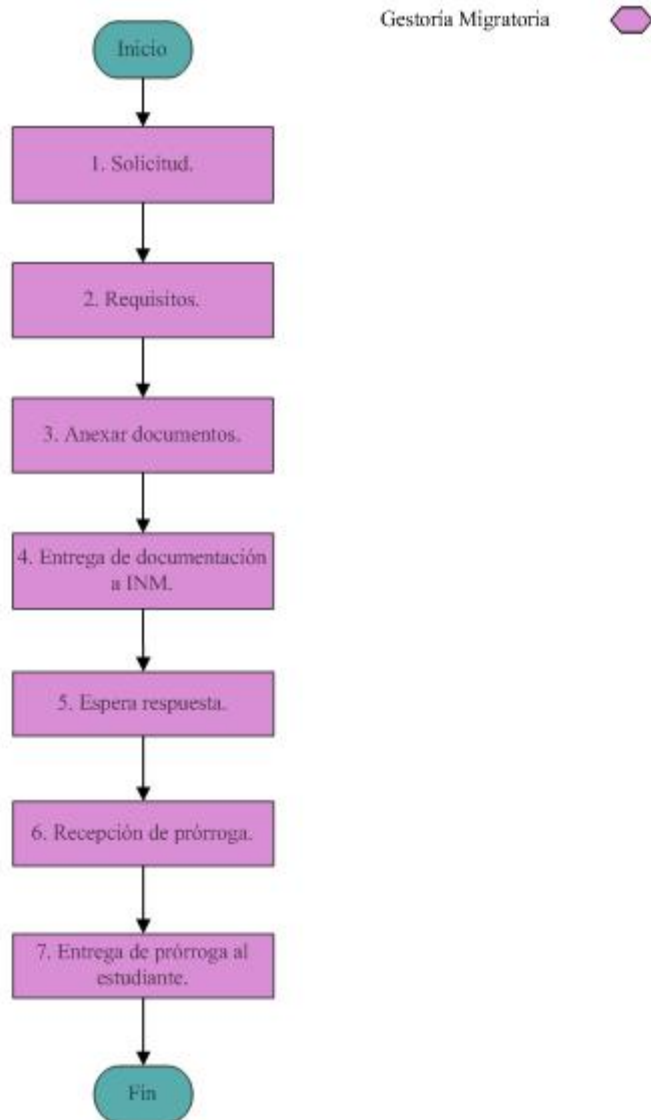 Gestoría Migratoria
Inicio
1. Solicitud.
2. Requisitos.
3. Anexar documentos.
4. Entrega de documentación
a INM.
5. Espera respuesta.
6. Recepción de prórroga.
7. Entrega de prórroga al
estudiante.
Fin